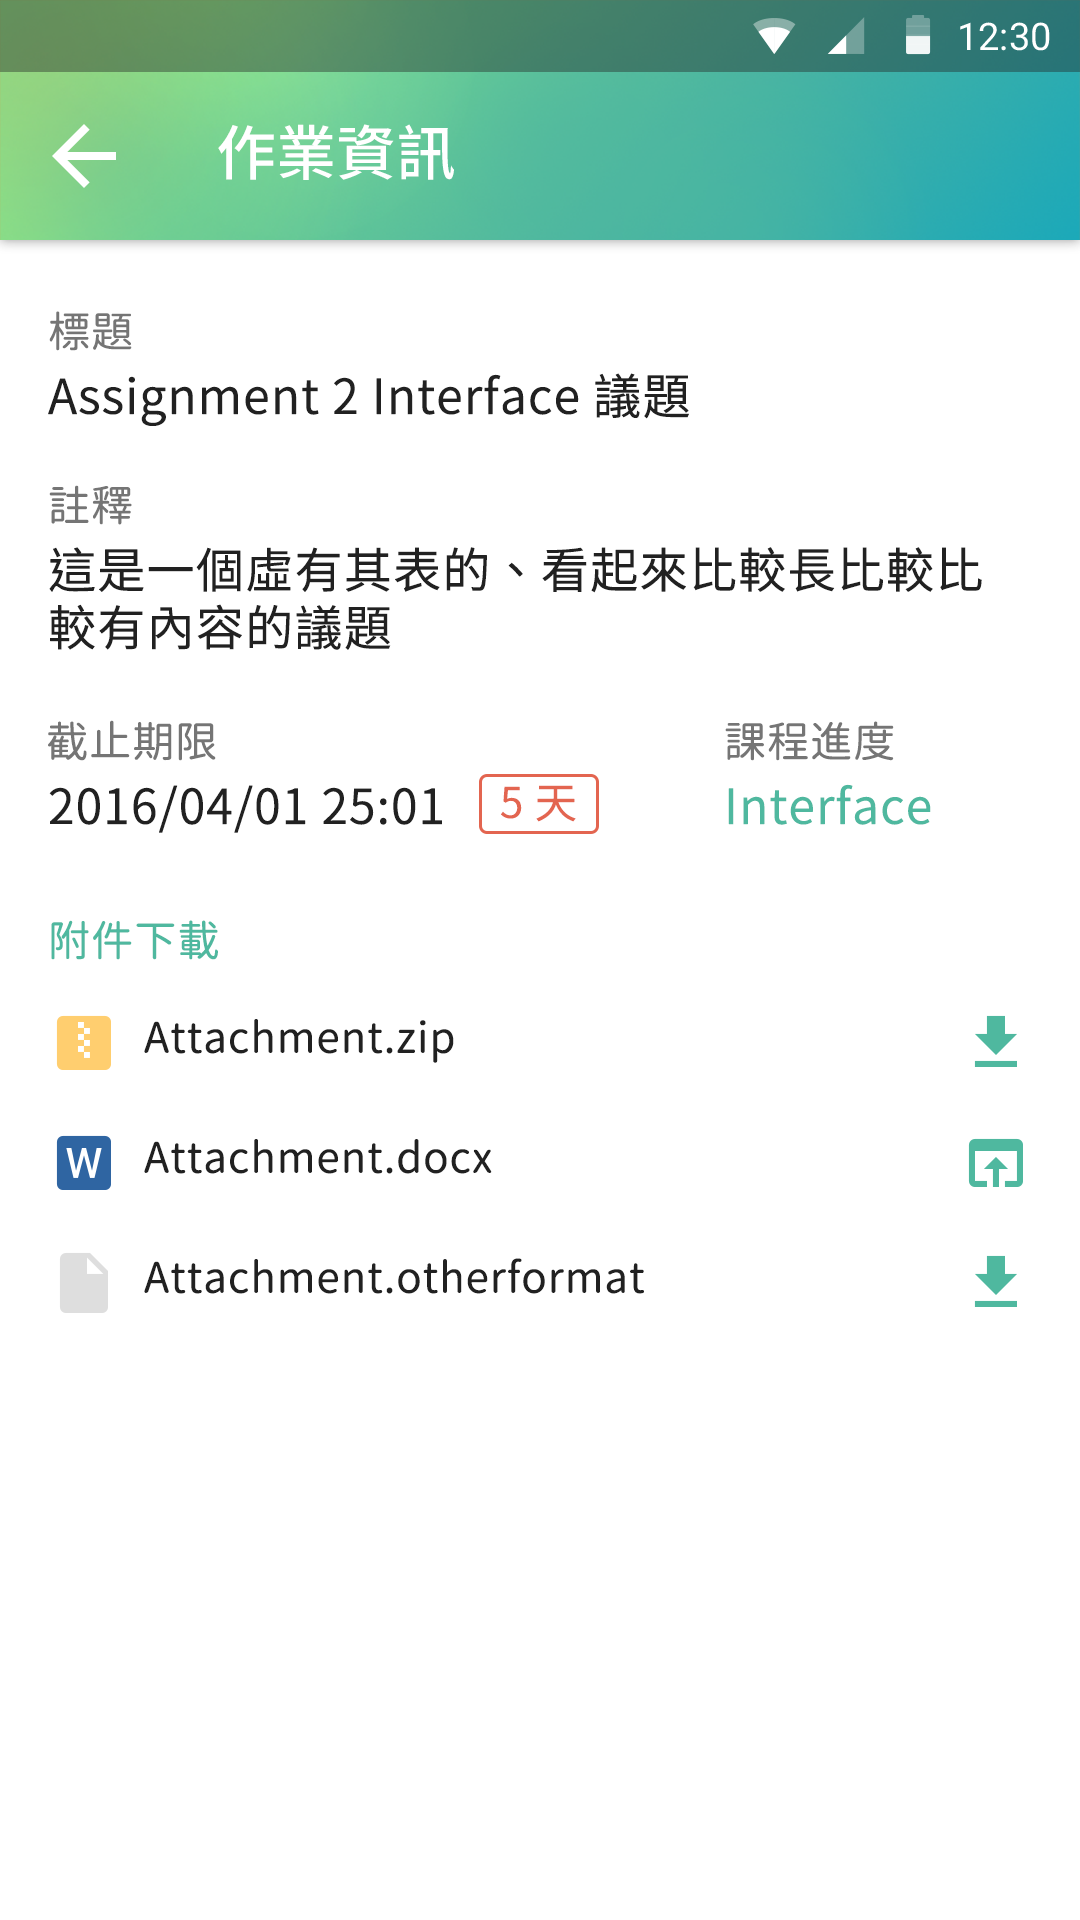 12:30
作業資訊
標題
Assignment 2 Interface 議題
註釋
這是一個虛有其表的、看起來比較長比較比
較有內容的議題
截止期限
2016/04/01 25:01 5 天
課程進度
Interface
附件下載
Attachment.zip
W Attachment.docx
Attachment.otherformat